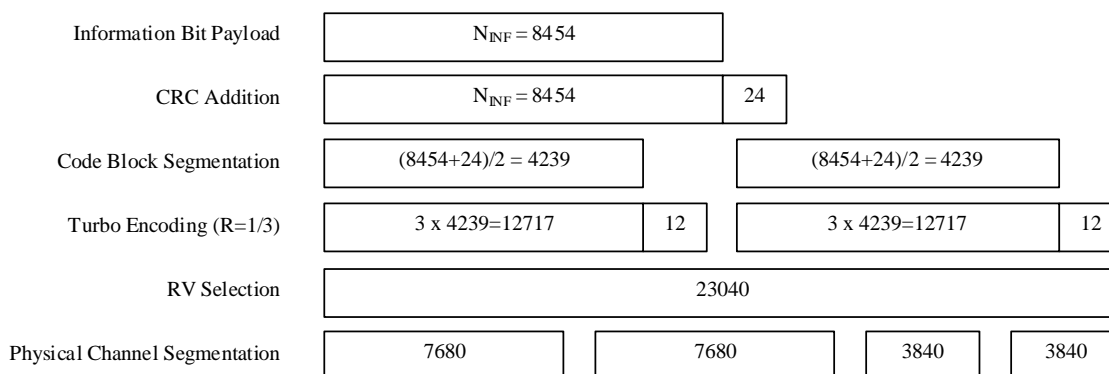 Information Bit Payload
N_INF = 8454
CRC Addition
N_INF = 8454 24
Code Block Segmentation
(8454+24)/2 = 4239 (8454+24)/2 = 4239
Turbo Encoding (R=1/3)
3 x 4239=12717 12 3 x 4239=12717 12
RV Selection
23040
Physical Channel Segmentation
7680 7680 3840 3840